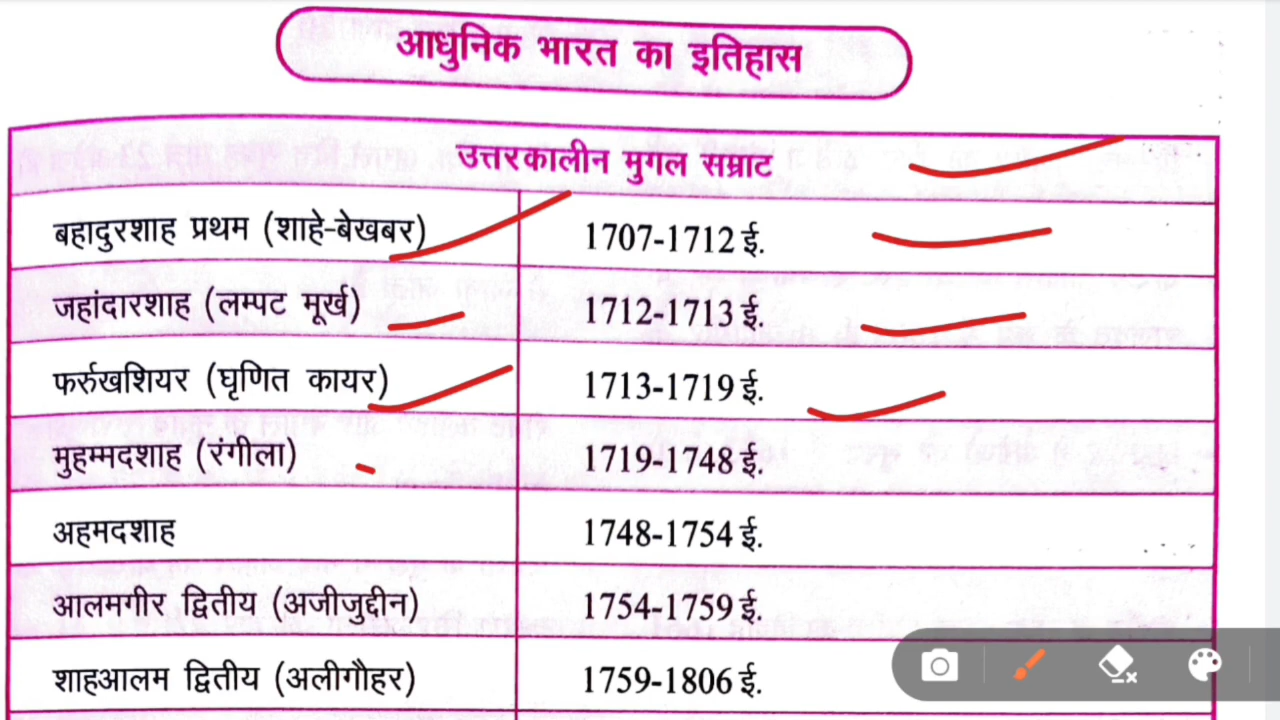 आधुनिक भारत का इतिहास
उत्तरकालीन मुगल सम्राट
बहादुरशाह प्रथम (शाहे-बेखबर) 1707-1712 ई.
जहांदारशाह (लम्पट मूर्ख) 1712-1713 ई.
फर्रुखशियर (घृणित कायर) 1713-1719 ई.
मुहम्मदशाह (रंगीला) 1719-1748 ई.
अहमदशाह 1748-1754 ई.
आलमगीर द्वितीय (अजीजुद्दीन) 1754-1759 ई.
शाहआलम द्वितीय (अलीगौहर) 1759-1806 ई.